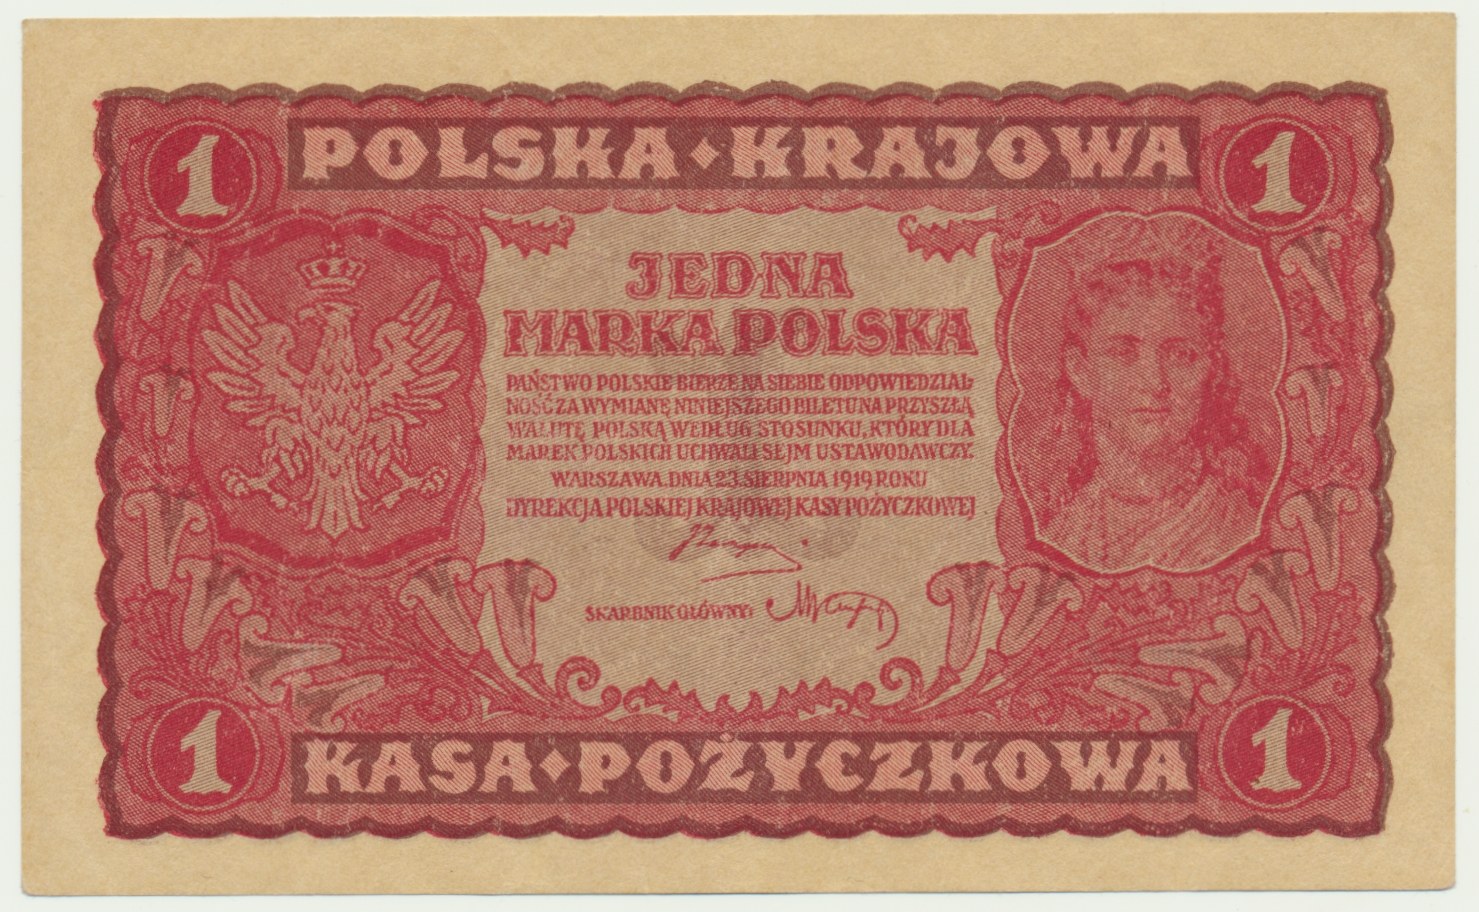 1 POLSKA·KRAJOWA 1
JEDNA
MARKA POLSKA
PAŃSTWO POLSKIE BIERZE NA SIEBIE ODPOWIEDZIAL-
NOŚĆ ZA WYMIANĘ NINIEJSZEGO BILETU NA PRZYSZŁĄ
WALUTĘ POLSKĄ WEDŁUG STOSUNKU, KTÓRY DLA
MAREK POLSKICH UCHWALI SEJM USTAWODAWCZY.
WARSZAWA. DNIA 23. SIERPNIA 1919 ROKU
DYREKCJA POLSKIEJ KRAJOWEJ KASY POŻYCZKOWEJ
SKARBNIK GŁÓWNY:
1 KASA·POŻYCZKOWA 1